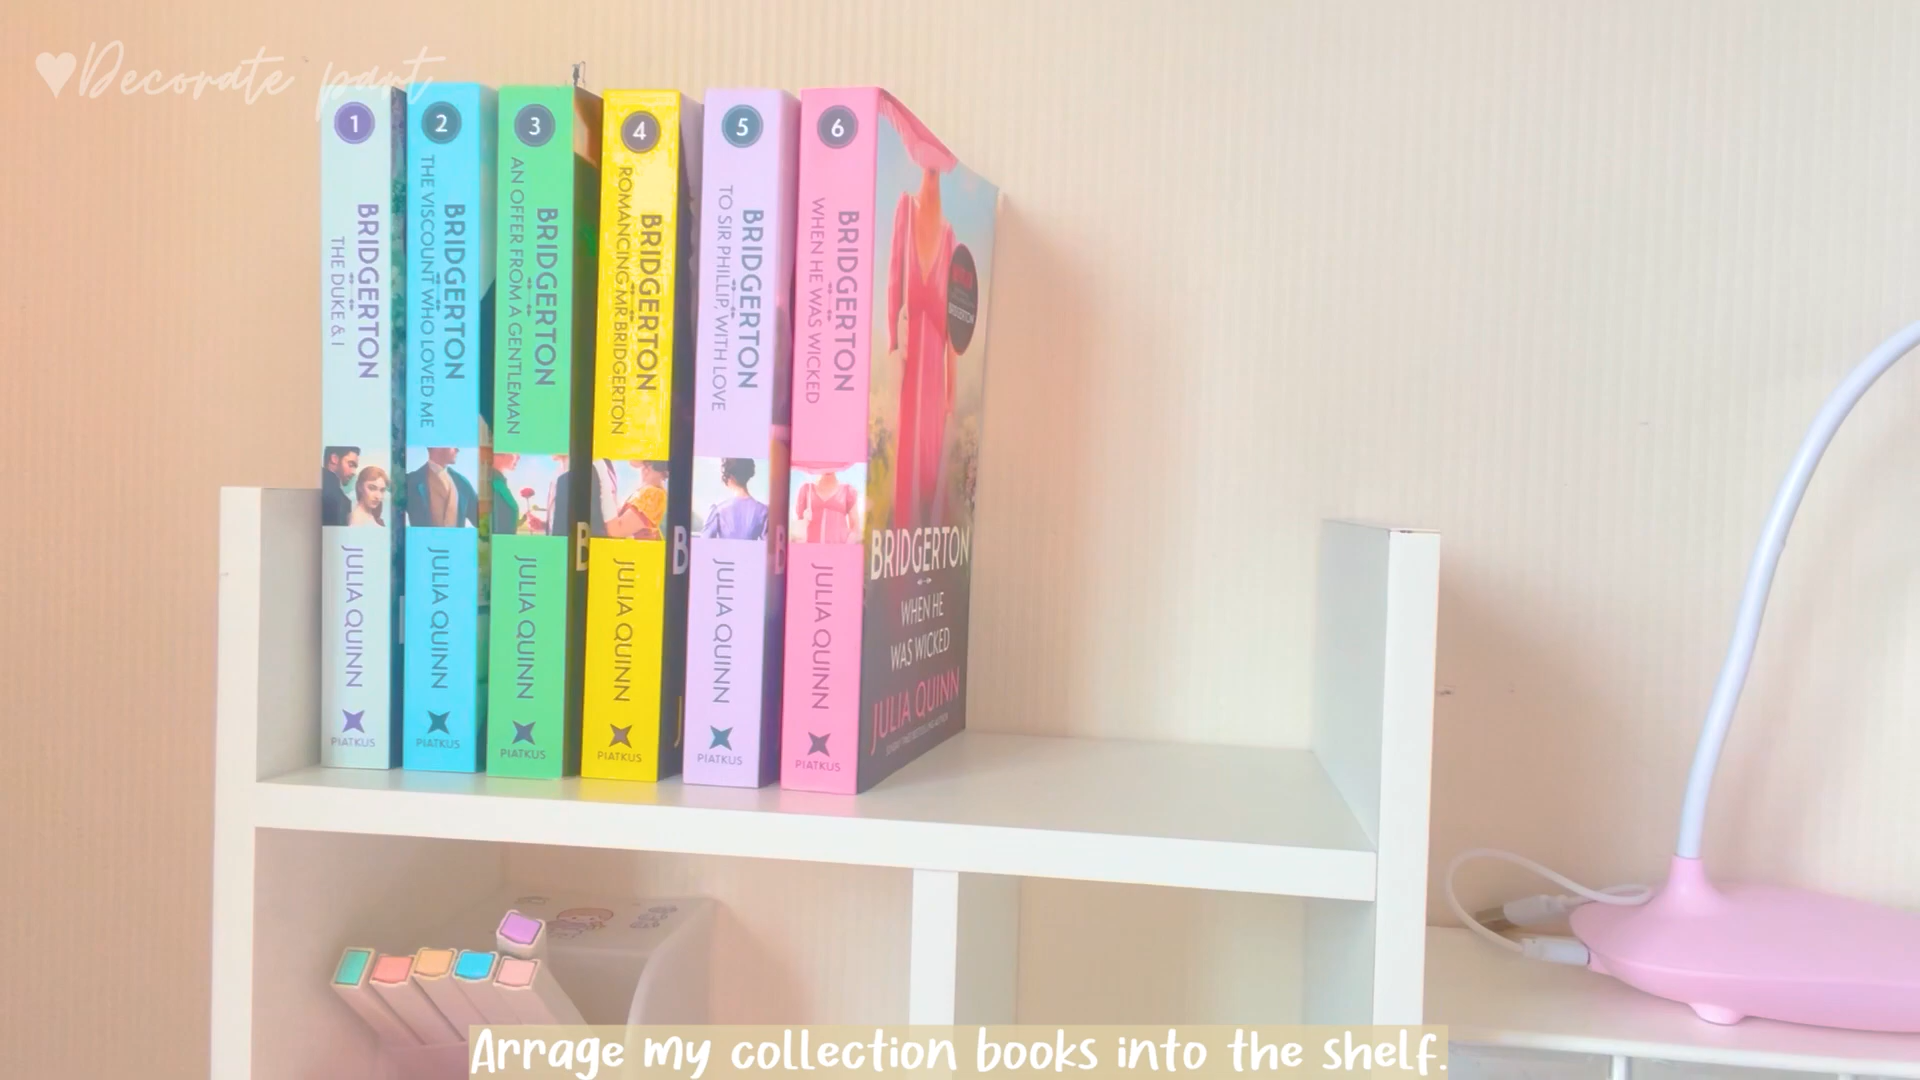 ♥Decorate part
1
BRIDGERTON
THE DUKE & I
JULIA QUINN
PIATKUS
2
BRIDGERTON
THE VISCOUNT WHO LOVED ME
JULIA QUINN
PIATKUS
3
BRIDGERTON
AN OFFER FROM A GENTLEMAN
JULIA QUINN
PIATKUS
B
4
BRIDGERTON
ROMANCING MR BRIDGERTON
JULIA QUINN
PIATKUS
B
J
5
BRIDGERTON
TO SIR PHILLIP, WITH LOVE
JULIA QUINN
PIATKUS
B
6
BRIDGERTON
WHEN HE WAS WICKED
JULIA QUINN
PIATKUS
BRIDGERTON
BRIDGERTON
WHEN HE
WAS WICKED
JULIA QUINN
Arrage my collection books into the shelf.